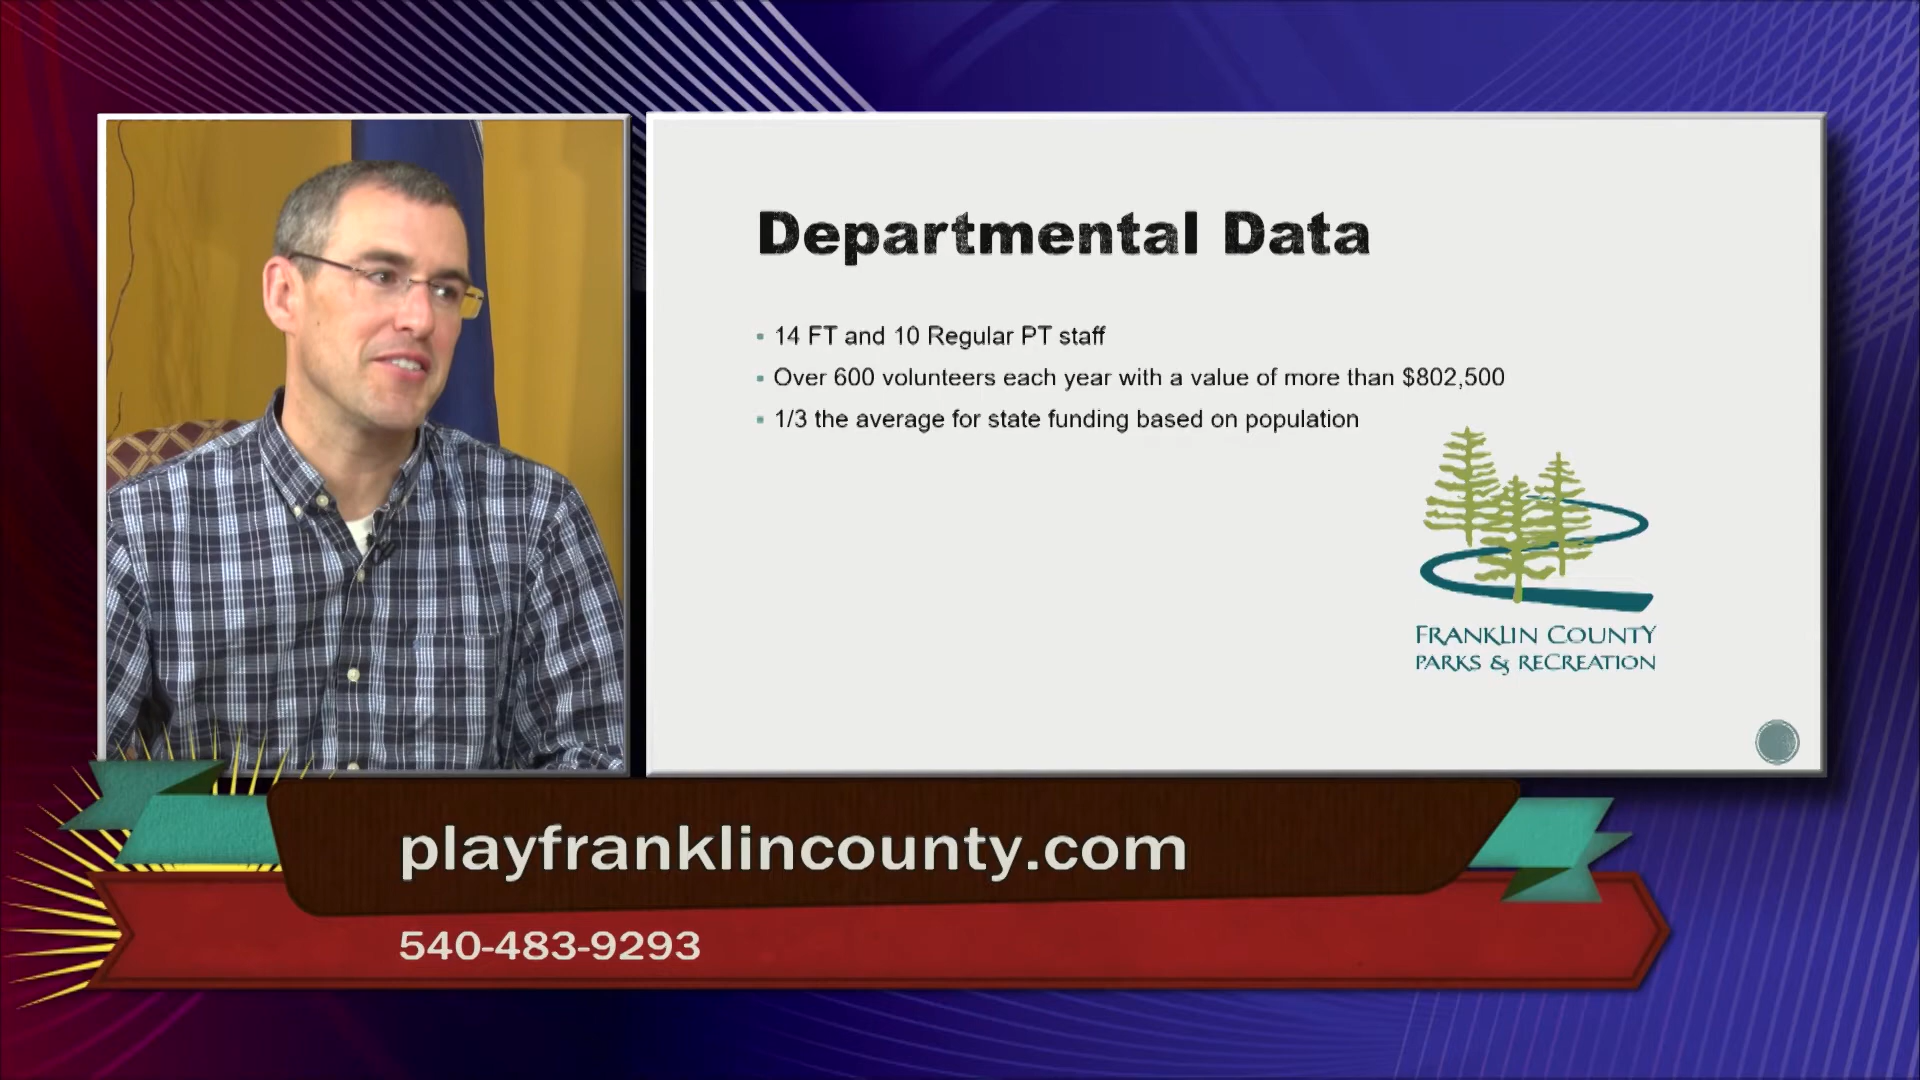 Departmental Data
14 FT and 10 Regular PT staff
Over 600 volunteers each year with a value of more than $802,500
1/3 the average for state funding based on population
FRANKLIN COUNTY
PARKS & RECREATION
playfranklincounty.com
540-483-9293